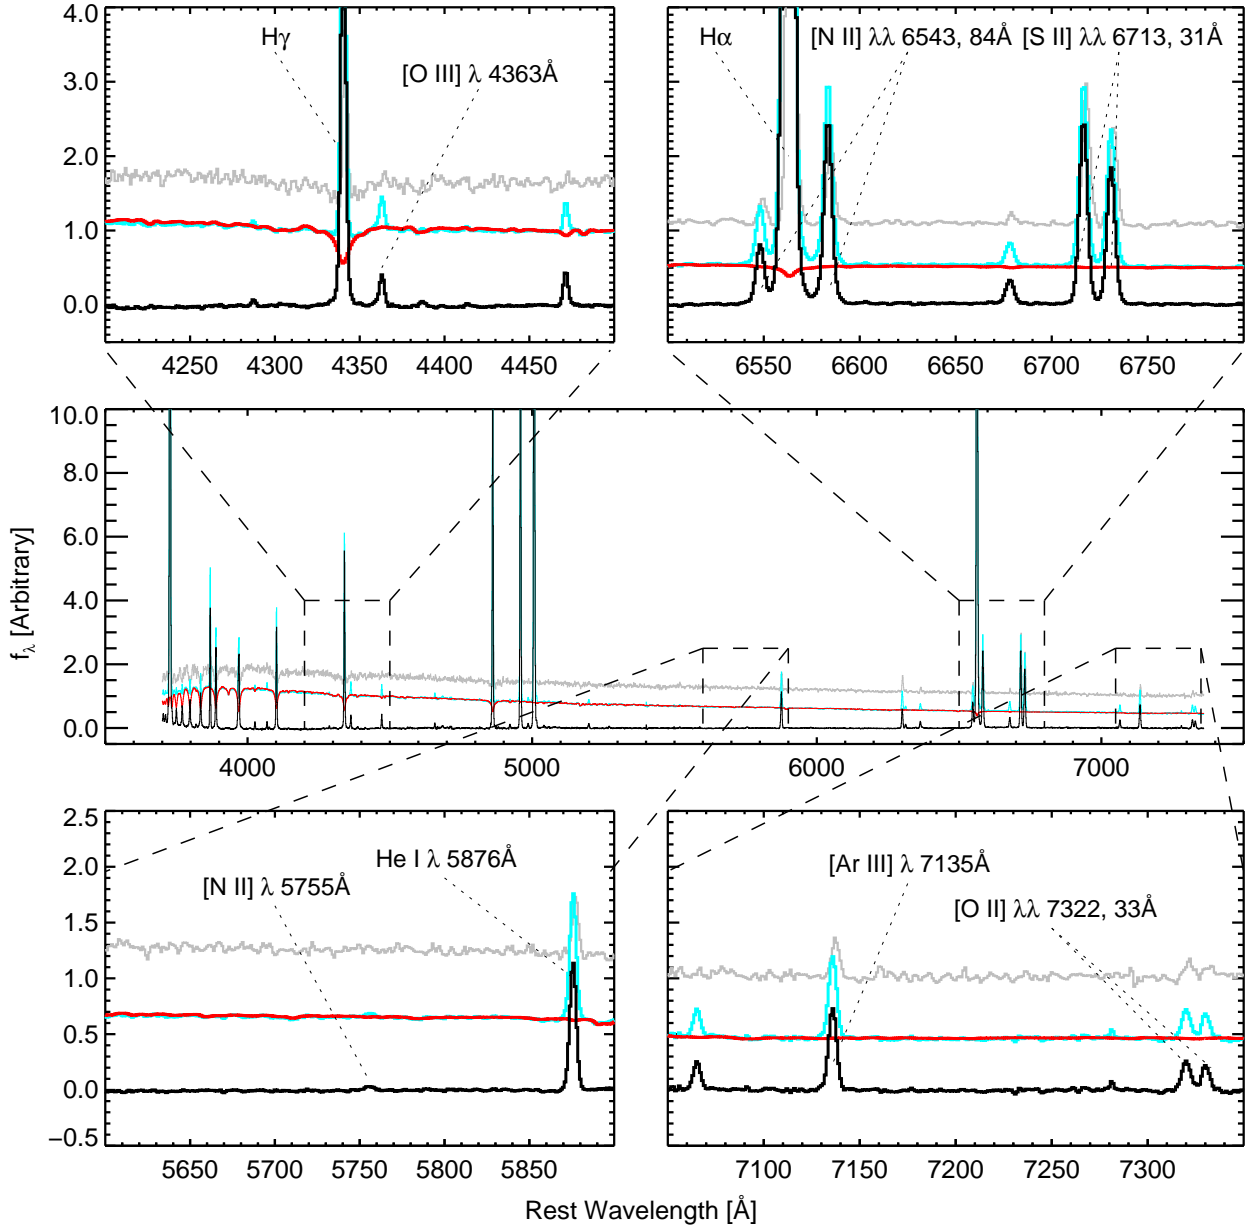 4.0
3.0
2.0
1.0
0.0
Hγ
[O III] λ 4363Å
4250 4300 4350 4400 4450
Hα
[N II] λλ 6543, 84Å
[S II] λλ 6713, 31Å
6550 6600 6650 6700 6750
f_λ [Arbitrary]
10.0
8.0
6.0
4.0
2.0
0.0
4000 5000 6000 7000
2.5
2.0
1.5
1.0
0.5
0.0
−0.5
[N II] λ 5755Å
He I λ 5876Å
5650 5700 5750 5800 5850
[Ar III] λ 7135Å
[O II] λλ 7322, 33Å
7100 7150 7200 7250 7300
Rest Wavelength [Å]